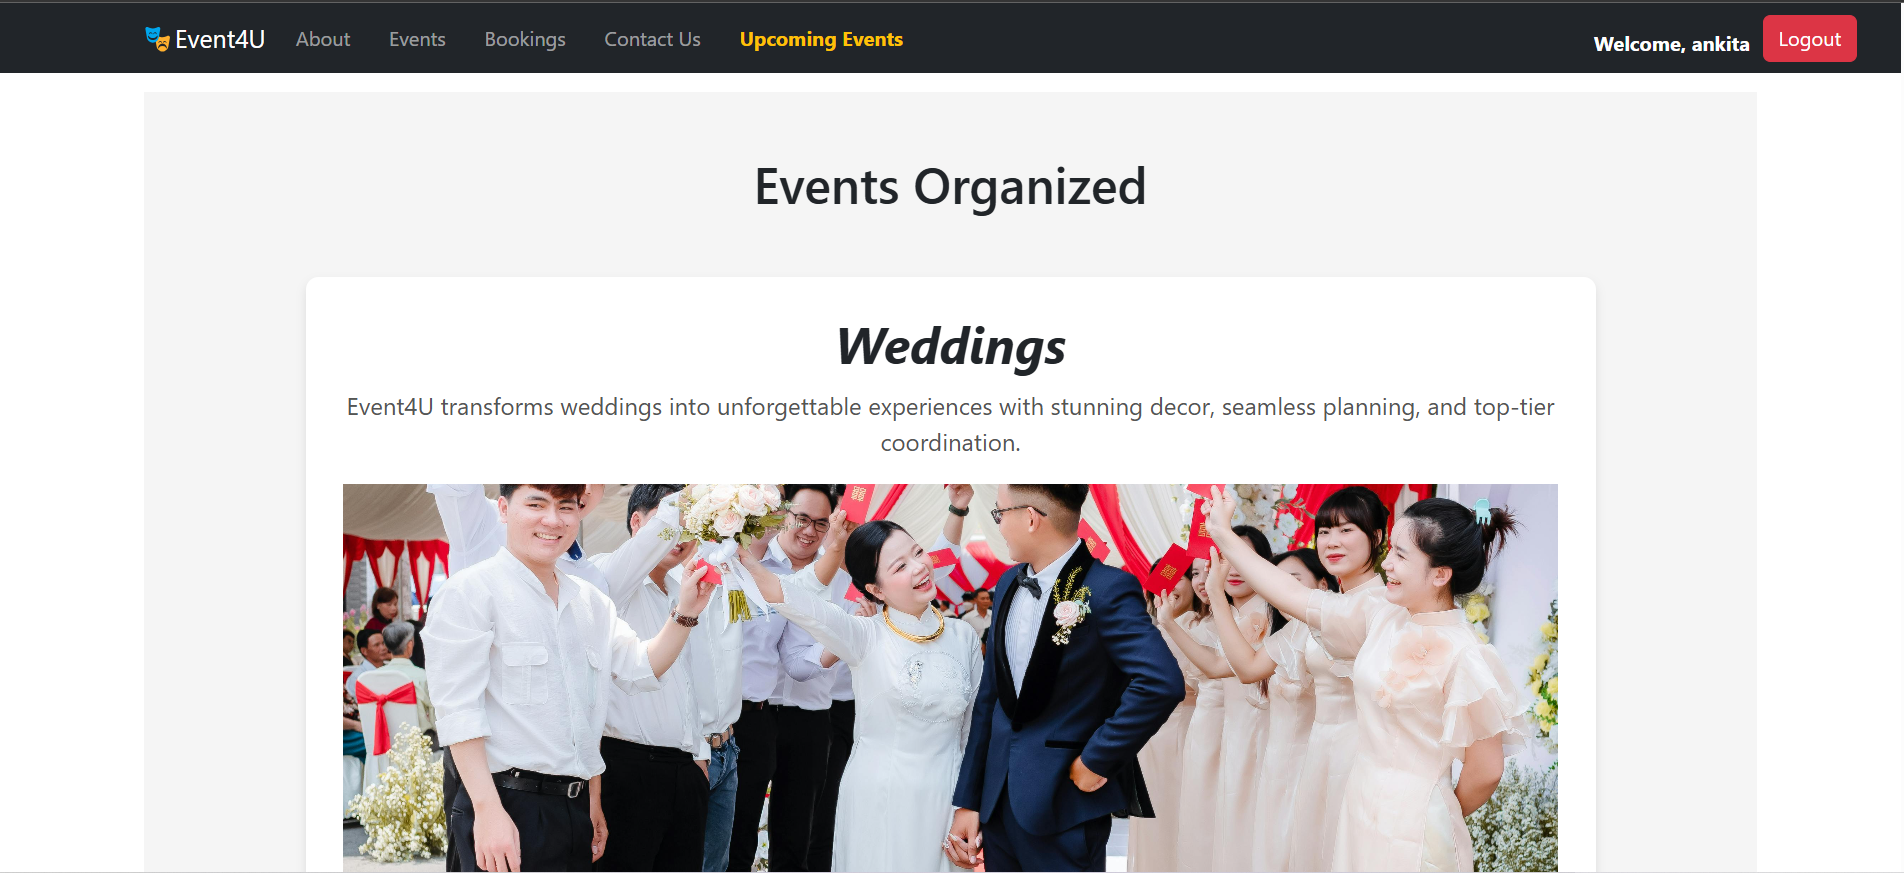 Event4U About Events Bookings Contact Us Upcoming Events Welcome, ankita Logout
Events Organized
Weddings
Event4U transforms weddings into unforgettable experiences with stunning decor, seamless planning, and top-tier
coordination.